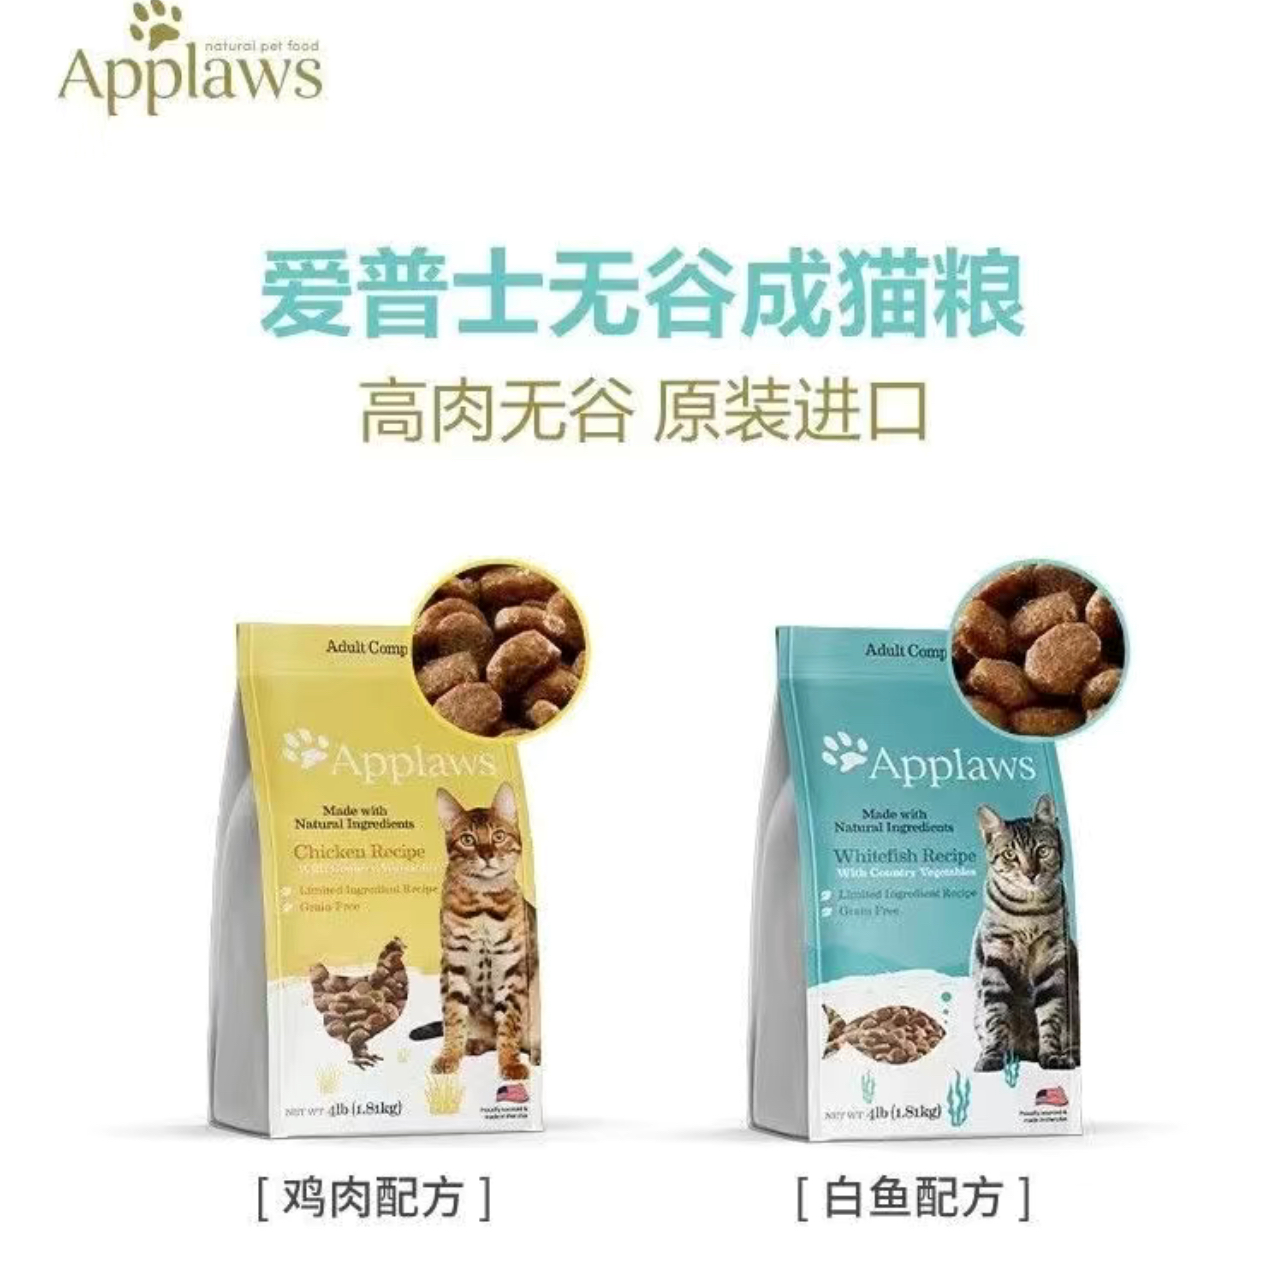 natural pet food
Applaws
爱普士无谷成猫粮
高肉无谷 原装进口
Adult Comp
Applaws
Made with
Natural Ingredients
Chicken Recipe
Limited Ingredient Recipe
Grain Free
NET WT 4lb (1.81kg)
Adult Comp
Applaws
Made with
Natural Ingredients
Whitefish Recipe
With Country Vegetables
Limited Ingredient Recipe
Grain Free
NET WT 4lb (1.81kg)
[ 鸡肉配方 ]
[ 白鱼配方 ]